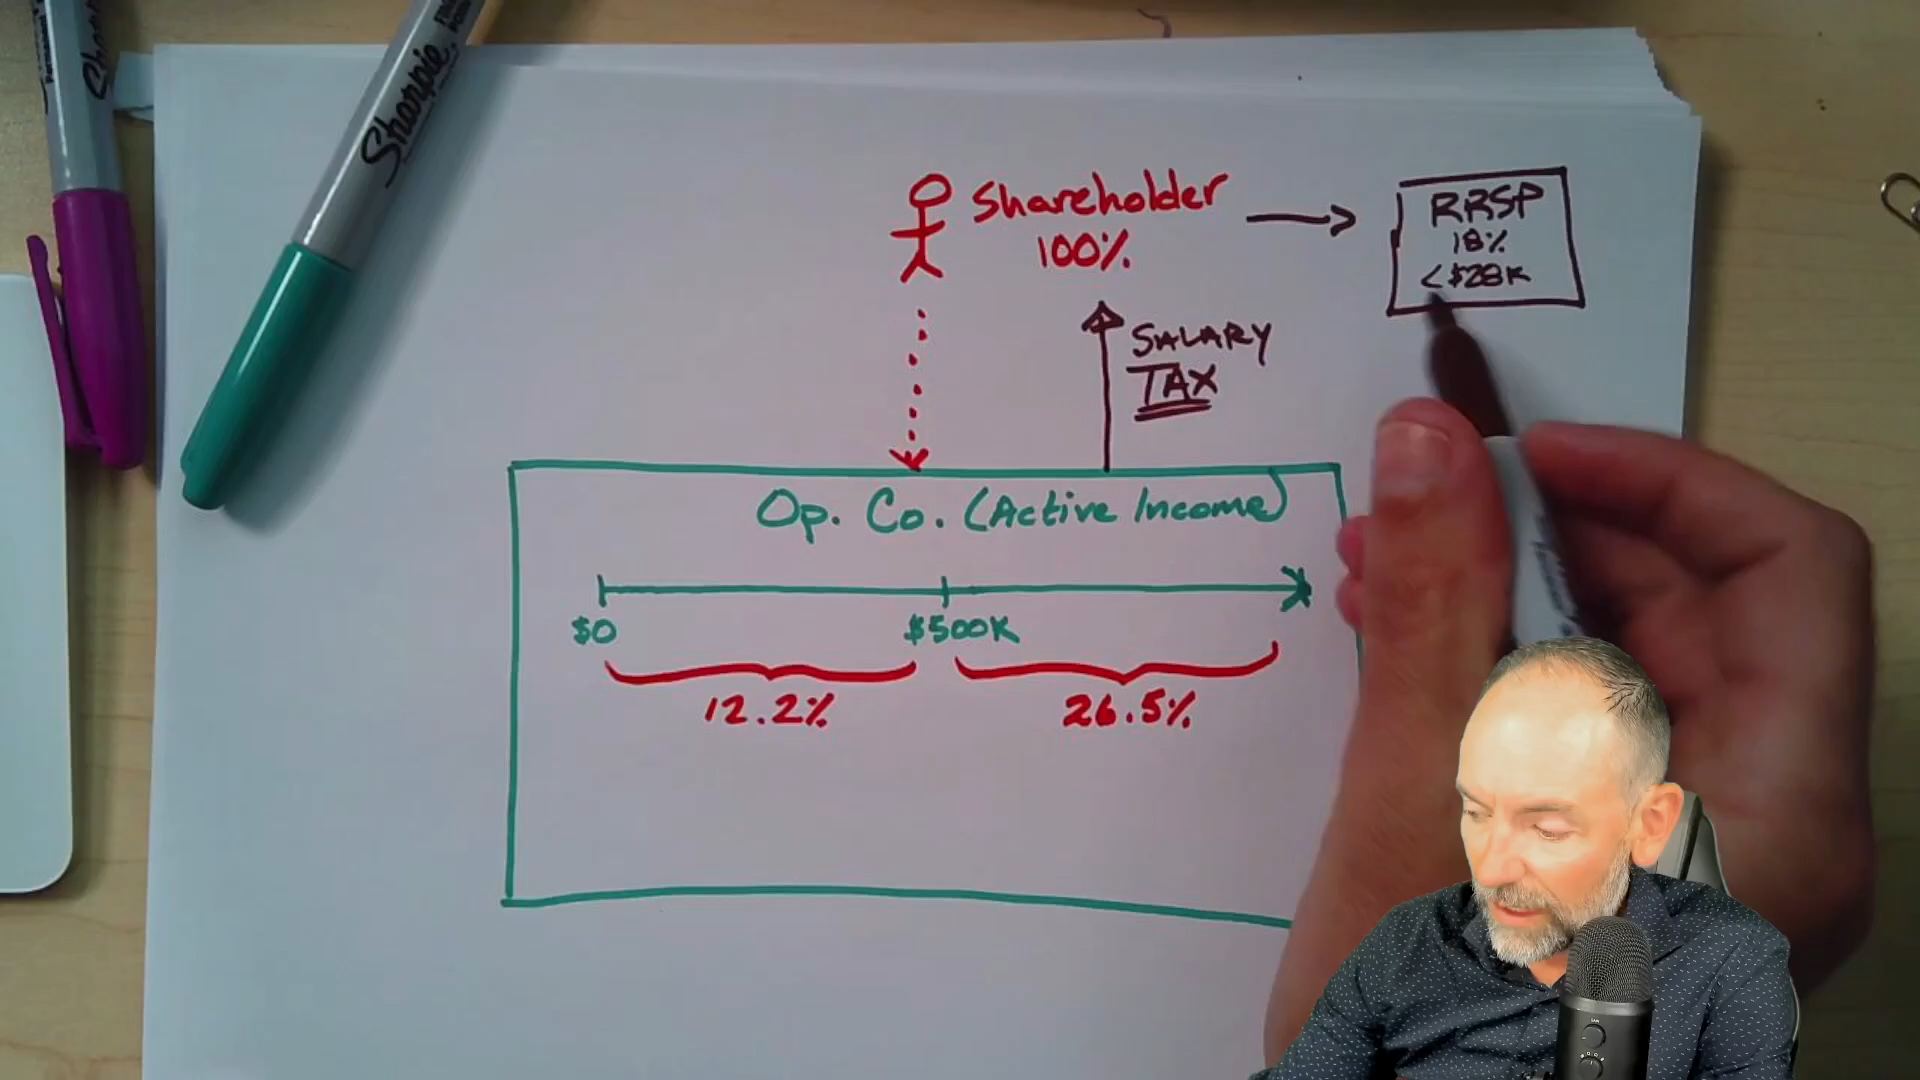 Sharpie
Shareholder
100%
RRSP
18%
<$28K
SALARY
TAX
Op. Co. (Active Income)
$0
$500K
12.2%
26.5%